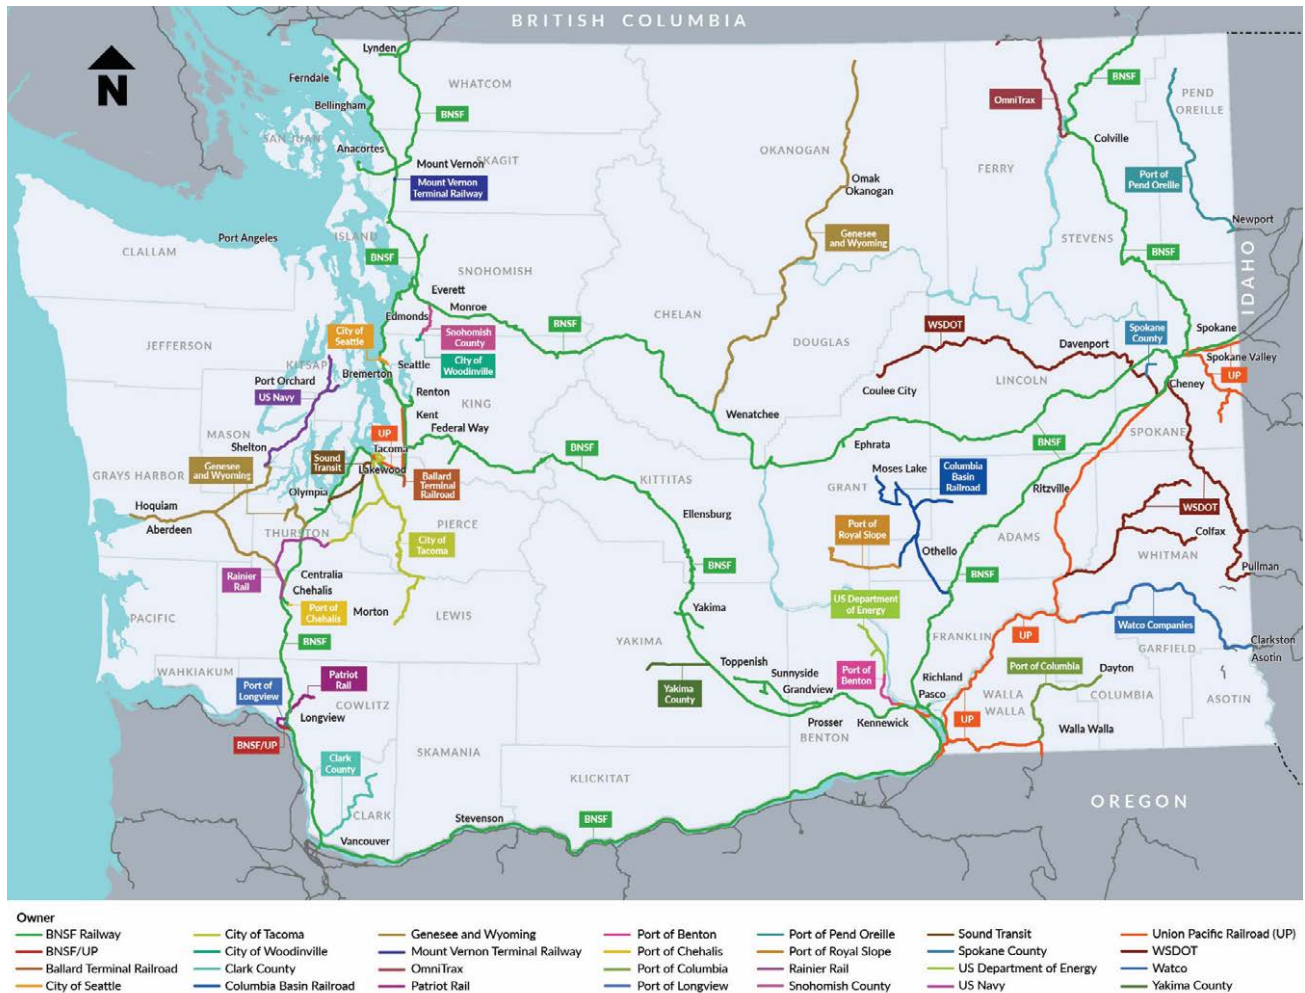 BRITISH COLUMBIA
N
Lynden
Ferndale
WHATCOM
BNSF
OmniTrax
BNSF
PEND
OREILLE
Bellingham
SAN JUAN
Anacortes
Mount Vernon
SKAGIT
Mount Vernon
Terminal Railway
OKANOGAN
Omak
Okanogan
FERRY
Colville
Port of
Pend Oreille
Newport
Port Angeles
ISLAND
CLALLAM
BNSF
SNOHOMISH
Genesee
and Wyoming
STEVENS
BNSF
IDAHO
Everett
Monroe
Edmonds
BNSF
CHELAN
City of
Seattle
Snohomish
County
WSDOT
Spokane
County
Spokane
JEFFERSON
KITSAP
Bremerton
Seattle
City of
Woodinville
DOUGLAS
Davenport
Spokane Valley
UP
Port Orchard
US Navy
Renton
KING
Coulee City
LINCOLN
Cheney
Kent
Federal Way
Wenatchee
MASON
Shelton
UP
Tacoma
BNSF
Ephrata
BNSF
SPOKANE
GRAYS HARBOR
Genesee
and Wyoming
Sound
Transit
Lakewood
Ballard
Terminal
Railroad
KITTITAS
Moses Lake
GRANT
Columbia
Basin
Railroad
Ritzville
Olympia
Hoquiam
Aberdeen
THURSTON
PIERCE
Ellensburg
Port of
Royal Slope
WSDOT
Colfax
City of
Tacoma
ADAMS
Othello
WHITMAN
Rainier
Rail
Centralia
Chehalis
BNSF
BNSF
Pullman
Port of
Chehalis
Morton
LEWIS
Yakima
US Department
of Energy
PACIFIC
BNSF
YAKIMA
FRANKLIN
UP
Watco Companies
GARFIELD
Clarkston
Asotin
WAHKIAKUM
Port of
Longview
Patriot
Rail
Toppenish
Sunnyside
Grandview
Port of
Benton
Richland
Pasco
Port of Columbia
Dayton
COLUMBIA
ASOTIN
COWLITZ
Yakima
County
WALLA
WALLA
Longview
BNSF/UP
Prosser
Kennewick
BENTON
UP
Walla Walla
SKAMANIA
Clark
County
KLICKITAT
CLARK
Stevenson
BNSF
OREGON
Vancouver
Owner
BNSF Railway
BNSF/UP
Ballard Terminal Railroad
City of Seattle
City of Tacoma
City of Woodinville
Clark County
Columbia Basin Railroad
Genesee and Wyoming
Mount Vernon Terminal Railway
OmniTrax
Patriot Rail
Port of Benton
Port of Chehalis
Port of Columbia
Port of Longview
Port of Pend Oreille
Port of Royal Slope
Rainier Rail
Snohomish County
Sound Transit
Spokane County
US Department of Energy
US Navy
Union Pacific Railroad (UP)
WSDOT
Watco
Yakima County